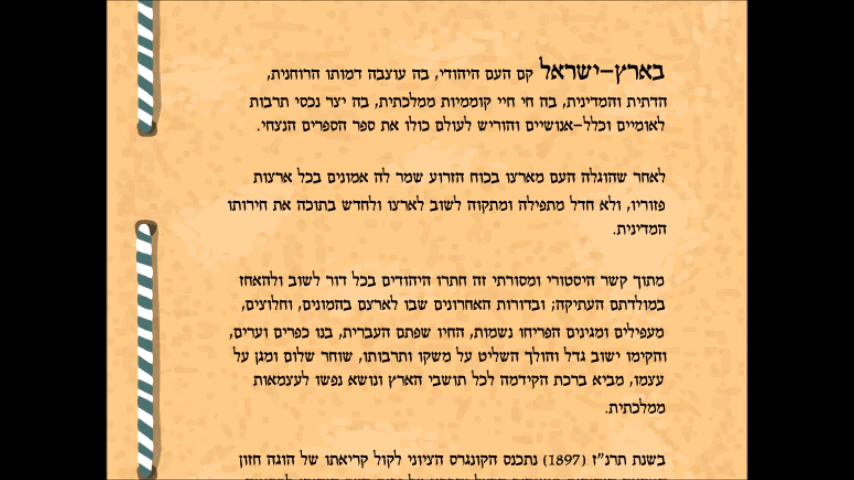 בארץ–ישראל קם העם היהודי, בה עוצבה דמותו הרוחנית,
הדתית והמדינית, בה חי חיי קוממיות ממלכתית, בה יצר נכסי תרבות
לאומיים וכלל–אנושיים והוריש לעולם כולו את ספר הספרים הנצחי.
לאחר שהוגלה העם מארצו בכוח הזרוע שמר לה אמונים בכל ארצות
פזוריו, ולא חדל מתפילה ומתקוה לשוב לארצו ולחדש בתוכה את חירותו
המדינית.
מתוך קשר היסטורי ומסורתי זה חתרו היהודים בכל דור לשוב ולהאחז
במולדתם העתיקה; ובדורות האחרונים שבו לארצם בהמונים, וחלוצים,
מעפילים ומגינים הפריחו נשמות, החיו שפתם העברית, בנו כפרים וערים,
והקימו ישוב גדל והולך השליט על משקו ותרבותו, שוחר שלום ומגן על
עצמו, מביא ברכת הקידמה לכל תושבי הארץ ונושא נפשו לעצמאות
ממלכתית.
בשנת תרנ"ז (1897) נתכנס הקונגרס הציוני לקול קריאתו של הוגה חזון